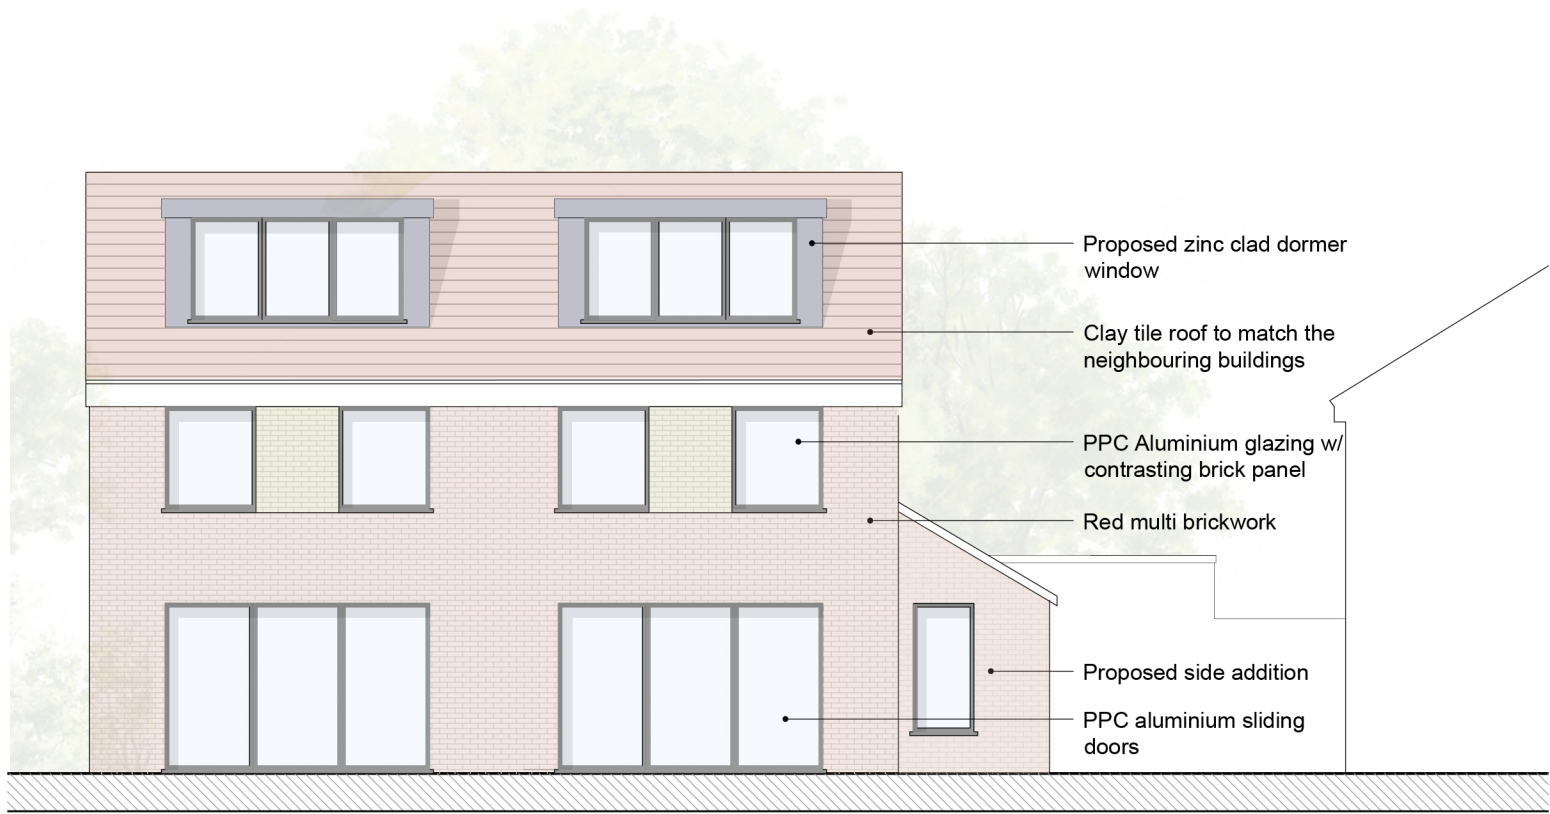 Proposed zinc clad dormer
window
Clay tile roof to match the
neighbouring buildings
PPC Aluminium glazing w/
contrasting brick panel
Red multi brickwork
Proposed side addition
PPC aluminium sliding
doors